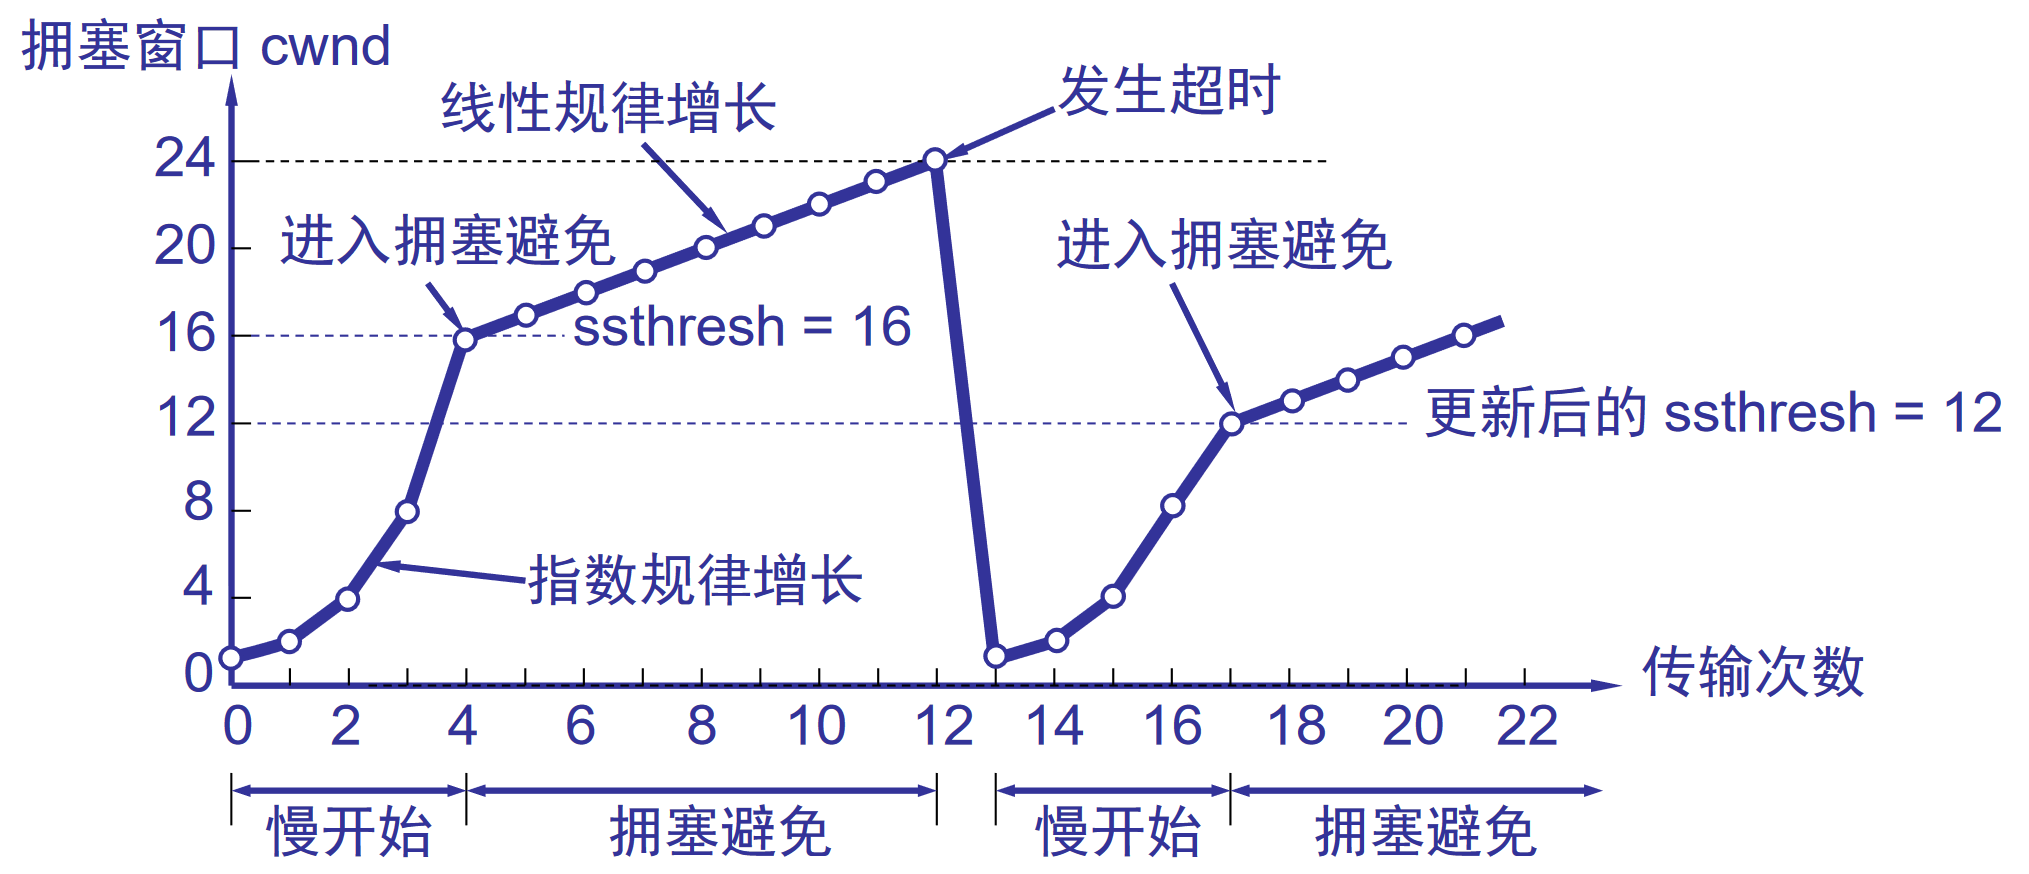 拥塞窗口 cwnd
发生超时
线性规律增长
24
进入拥塞避免
进入拥塞避免
20
ssthresh = 16
16
更新后的 ssthresh = 12
12
8
指数规律增长
4
0
传输次数
0 2 4 6 8 10 12 14 16 18 20 22
慢开始 拥塞避免 慢开始 拥塞避免